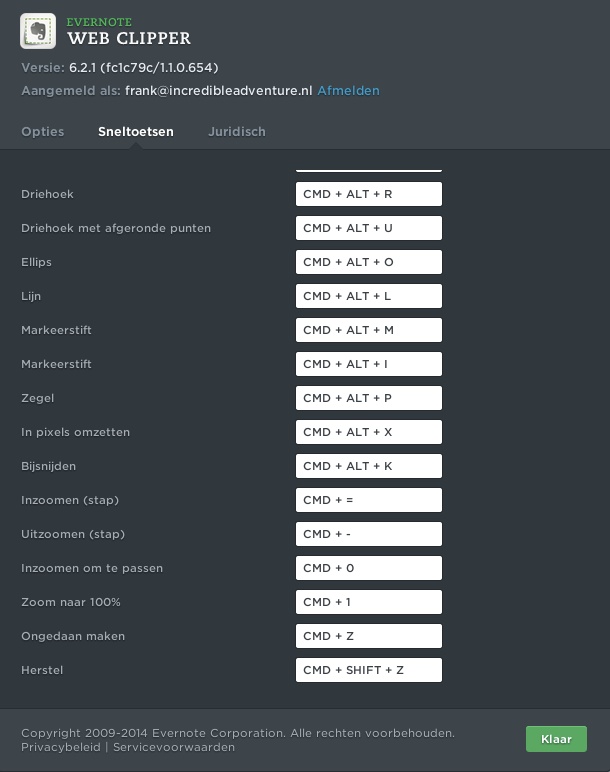 EVERNOTE
WEB CLIPPER
Versie: 6.2.1 (fc1c79c/1.1.0.654)
Aangemeld als: frank@incredibleadventure.nl Afmelden
Opties Sneltoetsen Juridisch
Driehoek CMD + ALT + R
Driehoek met afgeronde punten CMD + ALT + U
Ellips CMD + ALT + O
Lijn CMD + ALT + L
Markeerstift CMD + ALT + M
Markeerstift CMD + ALT + I
Zegel CMD + ALT + P
In pixels omzetten CMD + ALT + X
Bijsnijden CMD + ALT + K
Inzoomen (stap) CMD + =
Uitzoomen (stap) CMD + -
Inzoomen om te passen CMD + 0
Zoom naar 100% CMD + 1
Ongedaan maken CMD + Z
Herstel CMD + SHIFT + Z
Copyright 2009-2014 Evernote Corporation. Alle rechten voorbehouden.
Privacybeleid | Servicevoorwaarden
Klaar